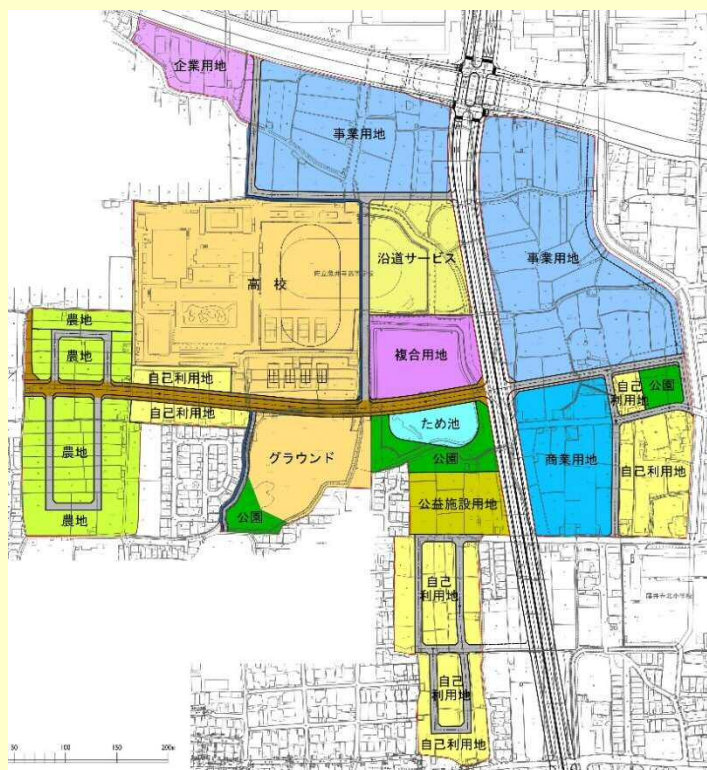 企業用地
事業用地
高 校
沿道サービス
事業用地
農地
農地
複合用地
自己利用地
自己利用地
自己
利用地
公園
ため池
農地
グラウンド
公園
商業用地
自己利用地
公益施設用地
農地
公園
自己
利用地
自己
利用地
自己利用地
50
100
150
200m